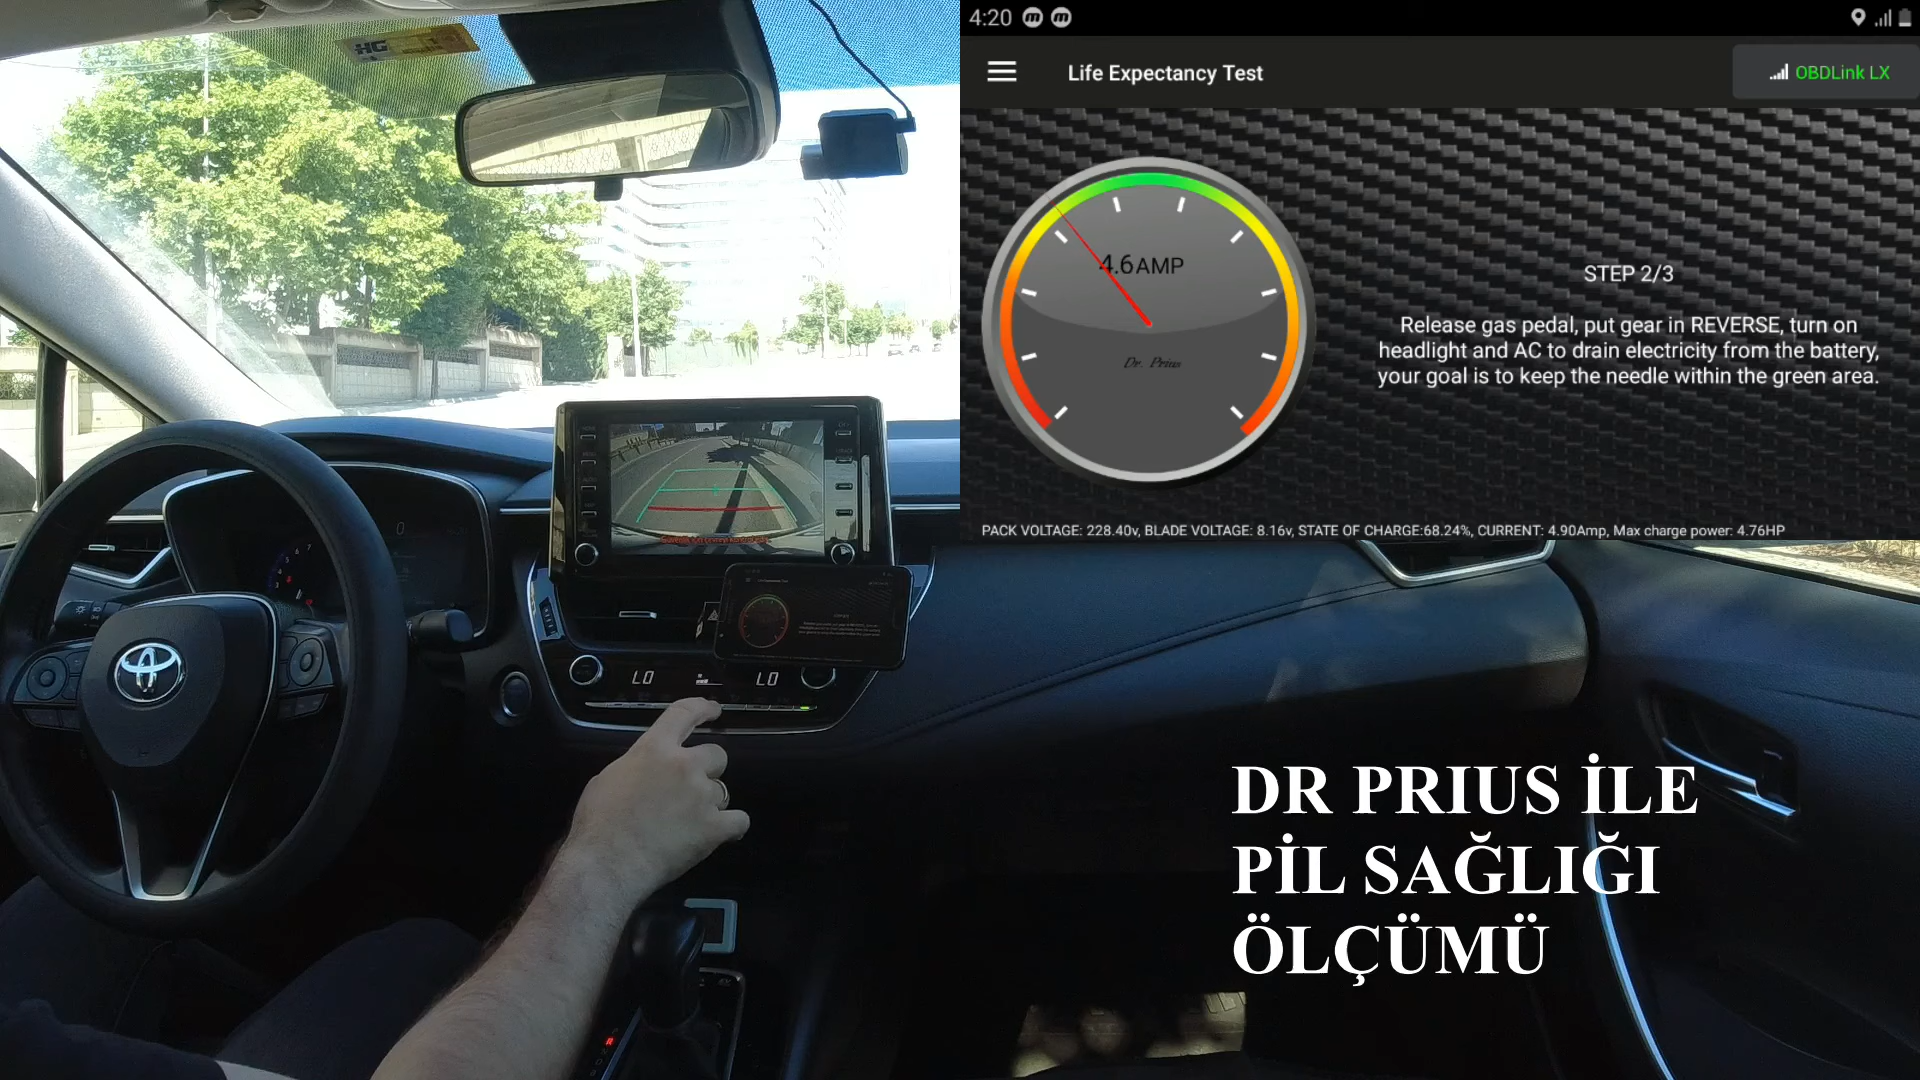 HG
4:20
Life Expectancy Test
OBDLink LX
4.6AMP
Dr. Prius
STEP 2/3
Release gas pedal, put gear in REVERSE, turn on
headlight and AC to drain electricity from the battery,
your goal is to keep the needle within the green area.
PACK VOLTAGE: 228.40v, BLADE VOLTAGE: 8.16v, STATE OF CHARGE:68.24%, CURRENT: 4.90Amp, Max charge power: 4.76HP
LO
LO
DR PRIUS İLE
PİL SAĞLIĞI
ÖLÇÜMÜ
R